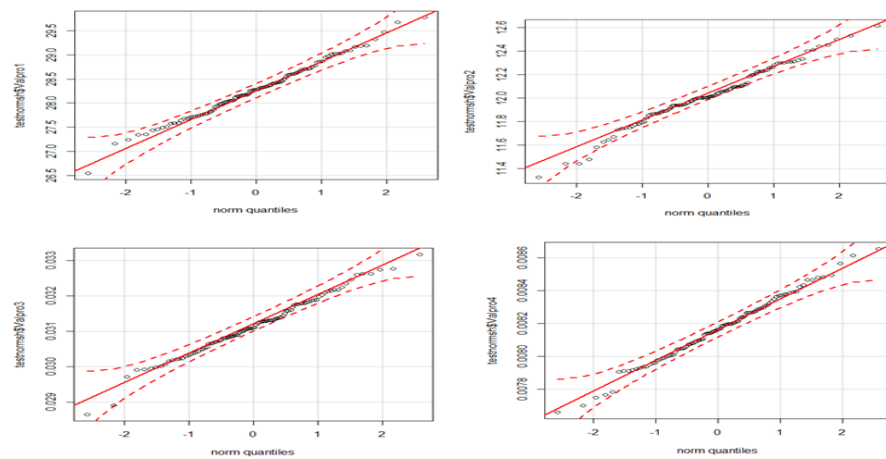 testnormsh$Valpro1
29.5
29.0
28.5
28.0
27.5
27.0
26.5
-2 -1 0 1 2
norm quantiles
testnormsh$Valpro2
12.6
12.4
12.2
12.0
11.8
11.6
11.4
-2 -1 0 1 2
norm quantiles
testnormsh$Valpro3
0.033
0.032
0.031
0.030
0.029
-2 -1 0 1 2
norm quantiles
testnormsh$Valpro4
0.0086
0.0084
0.0082
0.0080
0.0078
-2 -1 0 1 2
norm quantiles